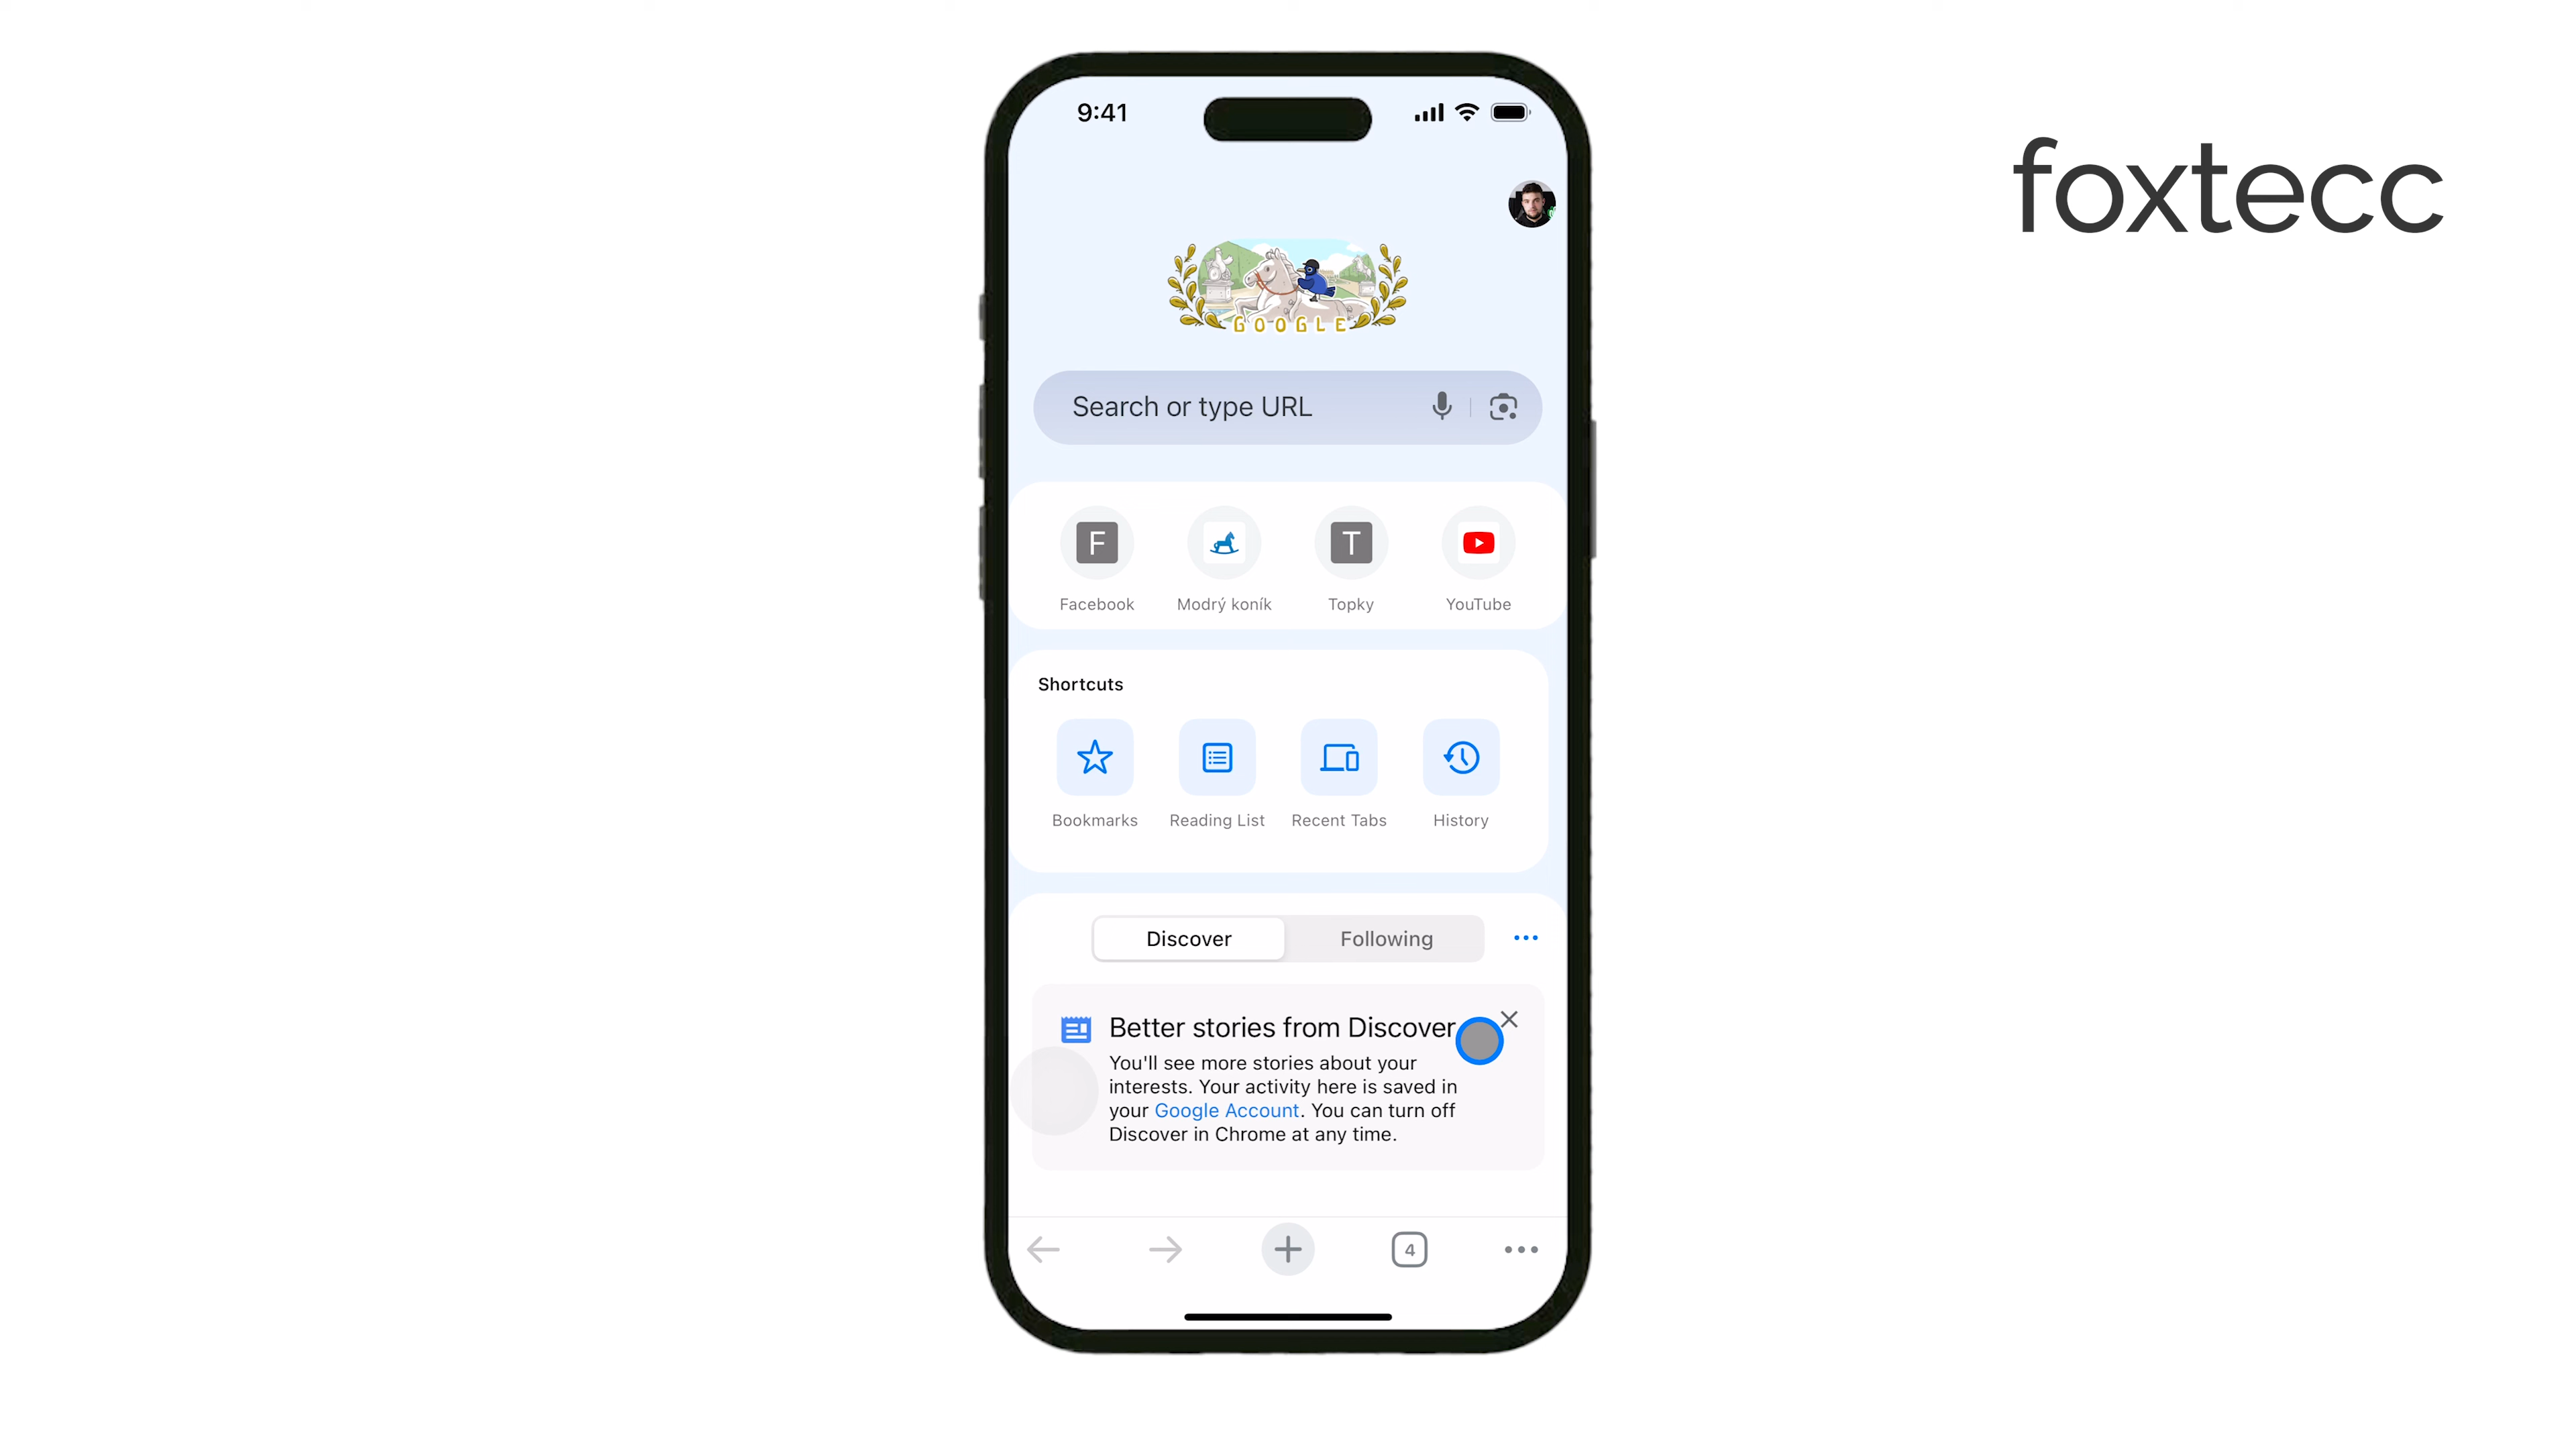 9:41
foxtecc
GOOGLE
Search or type URL
F
T
Facebook
Modrý koník
Topky
YouTube
Shortcuts
Bookmarks
Reading List
Recent Tabs
History
Discover
Following
Better stories from Discover
You'll see more stories about your
interests. Your activity here is saved in
your Google Account. You can turn off
Discover in Chrome at any time.
4